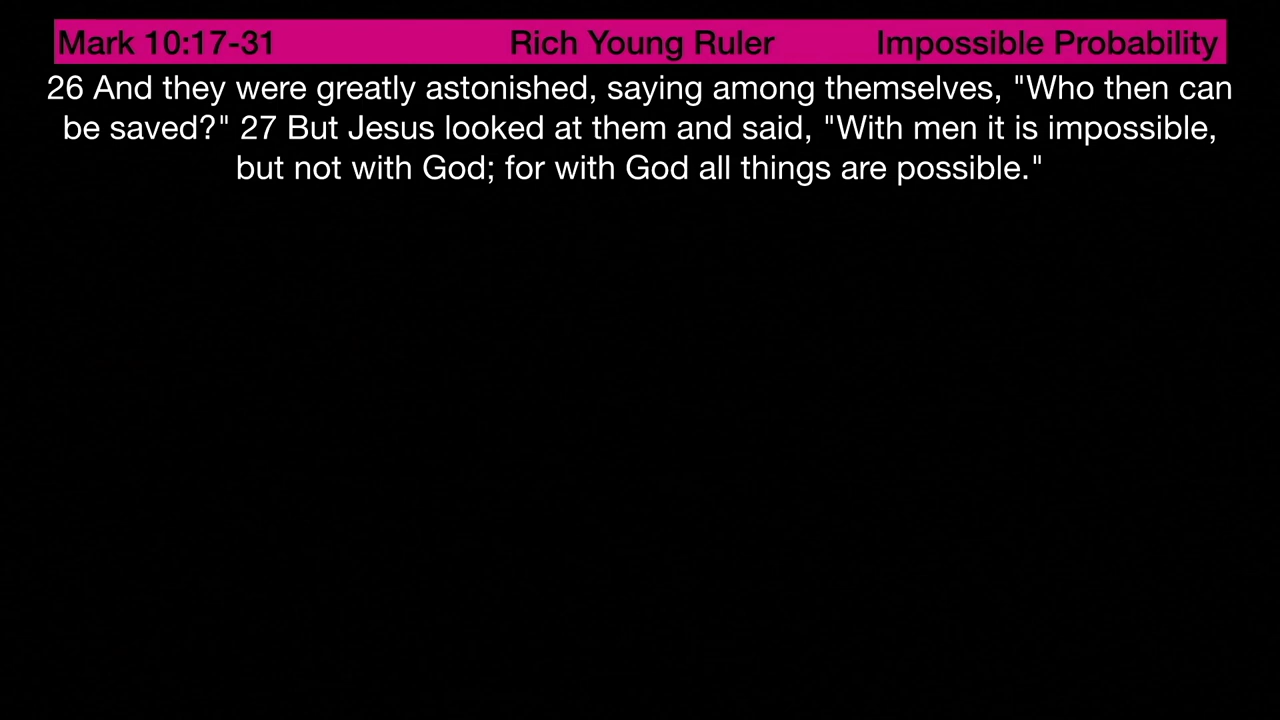 Mark 10:17-31 Rich Young Ruler Impossible Probability
26 And they were greatly astonished, saying among themselves, "Who then can
be saved?" 27 But Jesus looked at them and said, "With men it is impossible,
but not with God; for with God all things are possible."